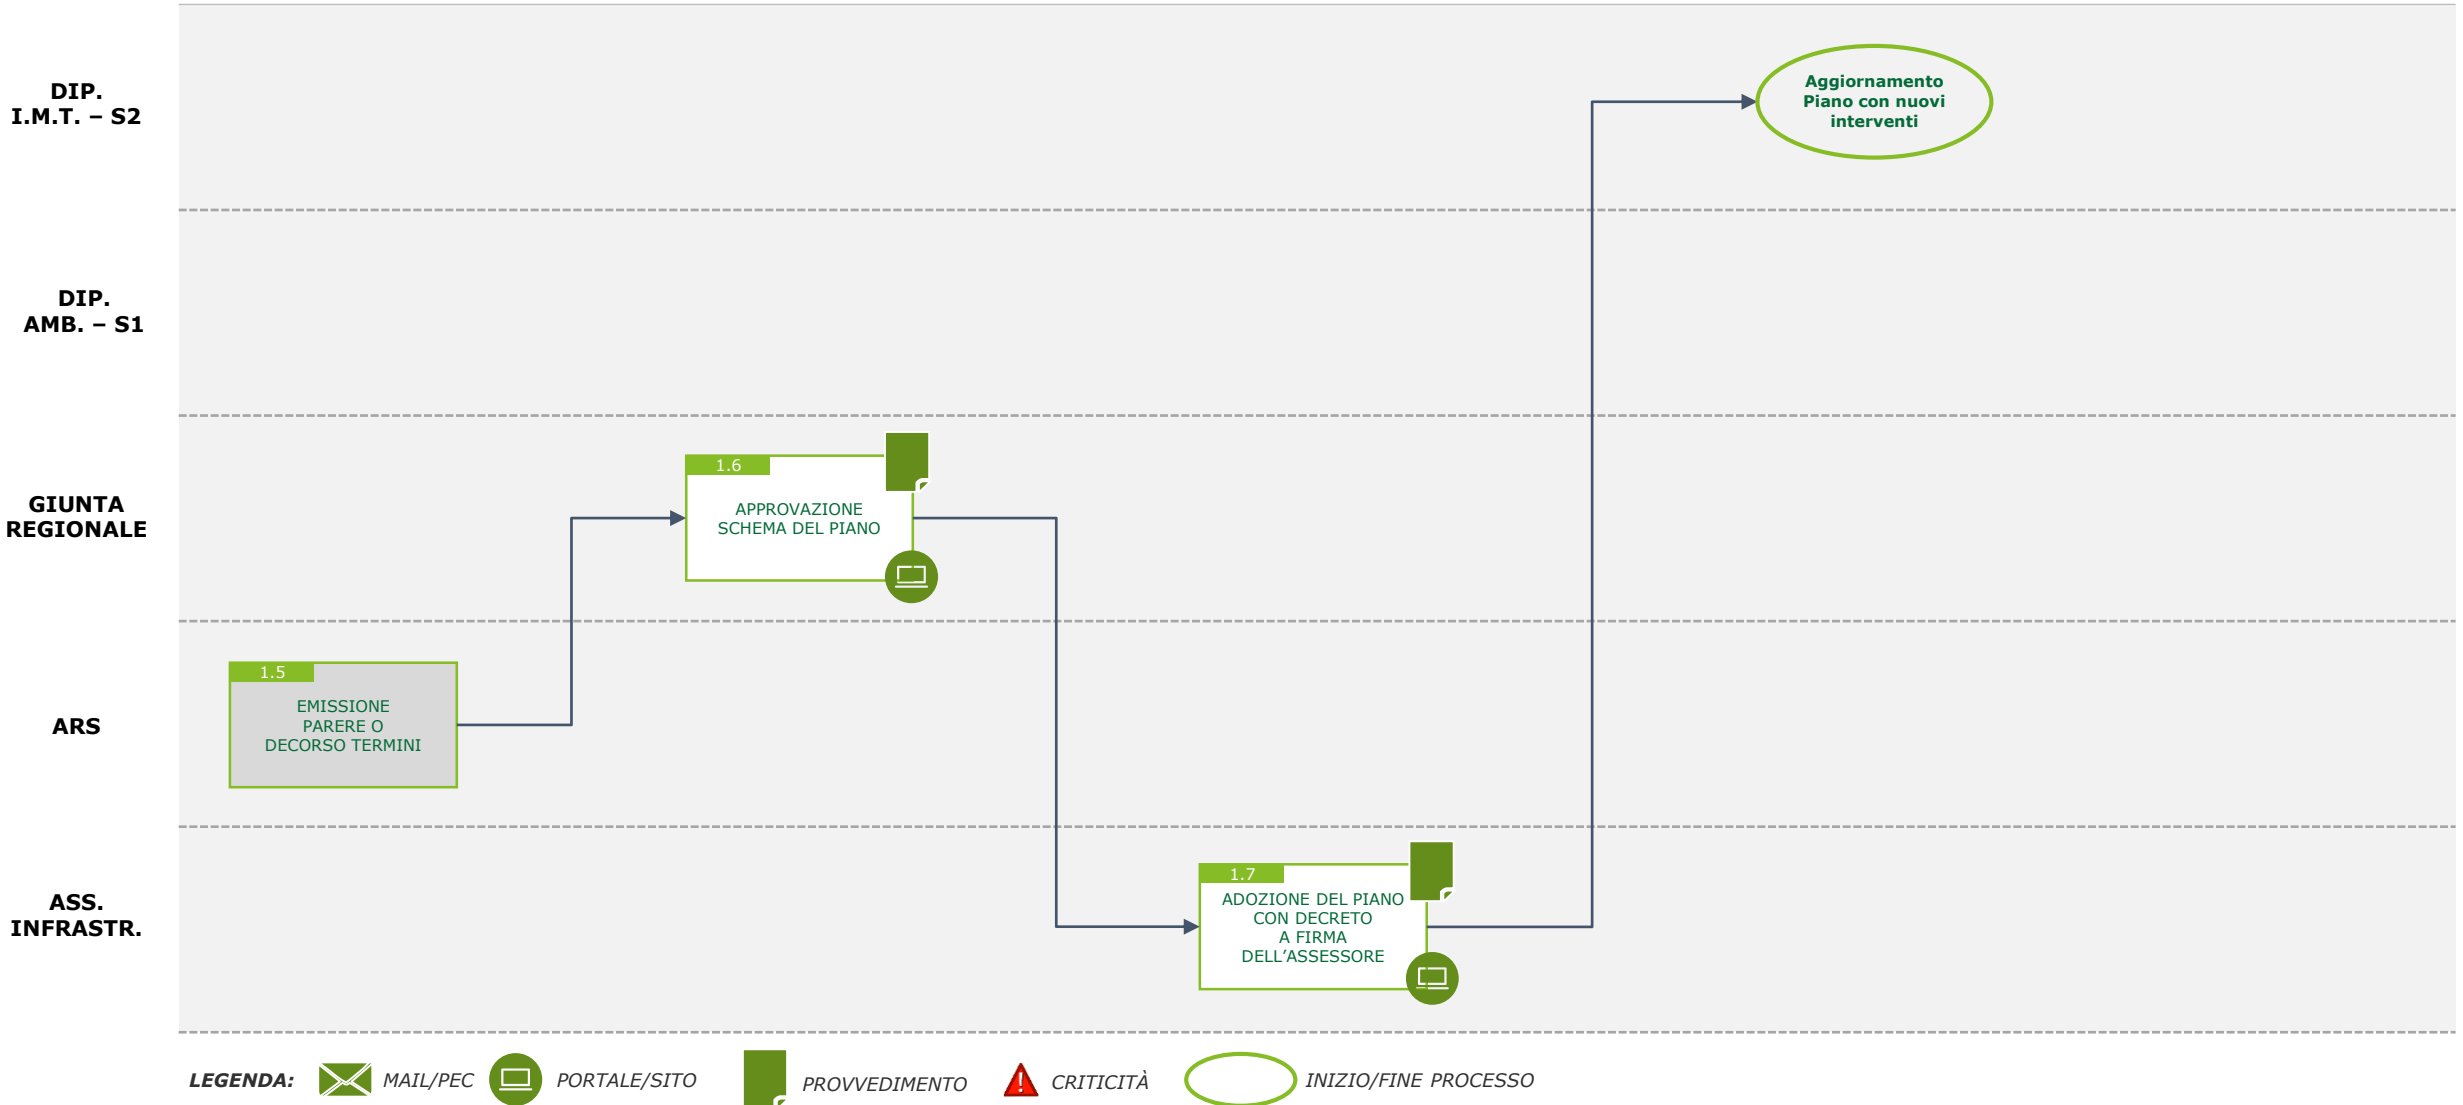 DIP.
I.M.T. – S2
Aggiornamento
Piano con nuovi
interventi
DIP.
AMB. – S1
GIUNTA
REGIONALE
1.6
APPROVAZIONE
SCHEMA DEL PIANO
ARS
1.5
EMISSIONE
PARERE O
DECORSO TERMINI
ASS.
INFRASTR.
1.7
ADOZIONE DEL PIANO
CON DECRETO
A FIRMA
DELL’ASSESSORE
LEGENDA:
MAIL/PEC
PORTALE/SITO
PROVVEDIMENTO
CRITICITÀ
INIZIO/FINE PROCESSO